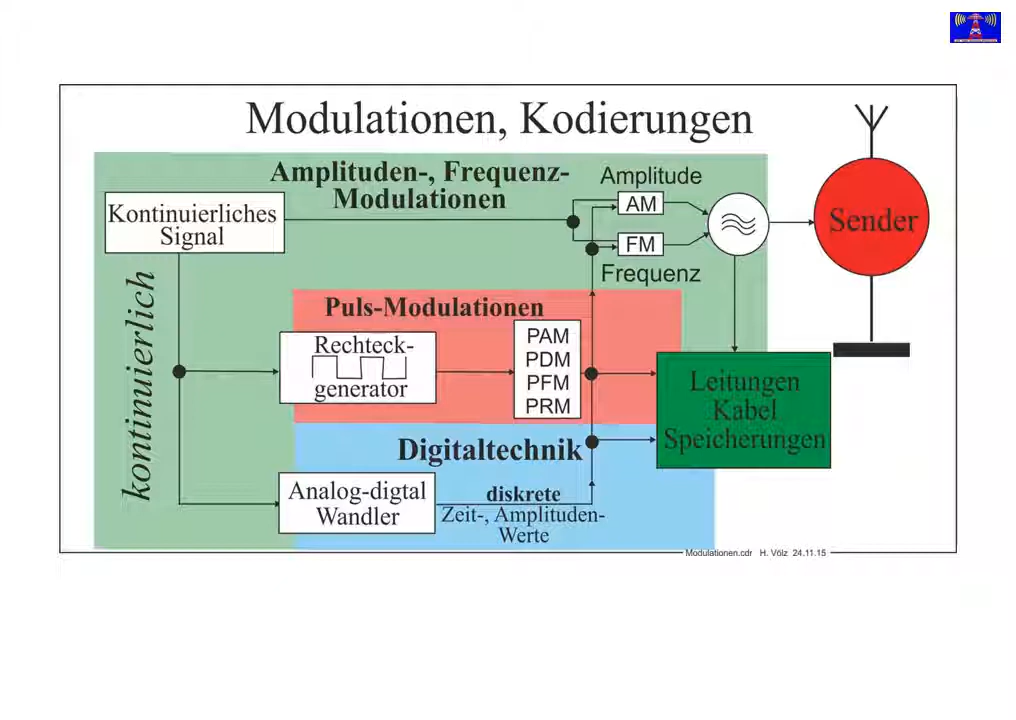 Modulationen, Kodierungen
Amplituden-, Frequenz-
Modulationen
Amplitude
AM
FM
Frequenz
Kontinuierliches
Signal
Sender
kontinuierlich
Puls-Modulationen
Rechteck-
generator
PAM
PDM
PFM
PRM
Leitungen
Kabel
Speicherungen
Digitaltechnik
Analog-digtal
Wandler
diskrete
Zeit-, Amplituden-
Werte
Modulationen.cdr H. Völz 24.11.15